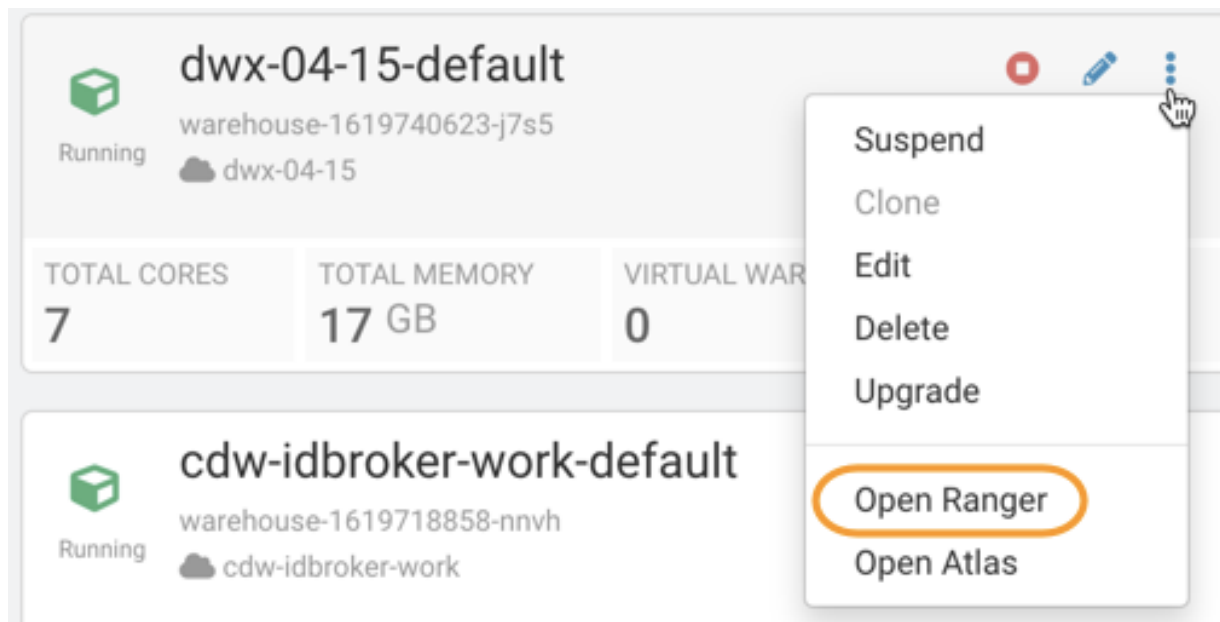 dwx-04-15-default
warehouse-1619740623-j7s5
Running
dwx-04-15
TOTAL CORES
7
TOTAL MEMORY
17 GB
VIRTUAL WAR
0
Suspend
Clone
Edit
Delete
Upgrade
Open Ranger
Open Atlas
cdw-idbroker-work-default
warehouse-1619718858-nnvh
Running
cdw-idbroker-work